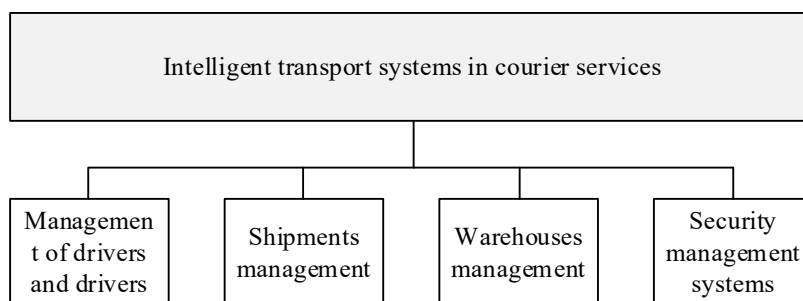 Intelligent transport systems in courier services
Managemen
t of drivers
and drivers
Shipments
management
Warehouses
management
Security
management
systems